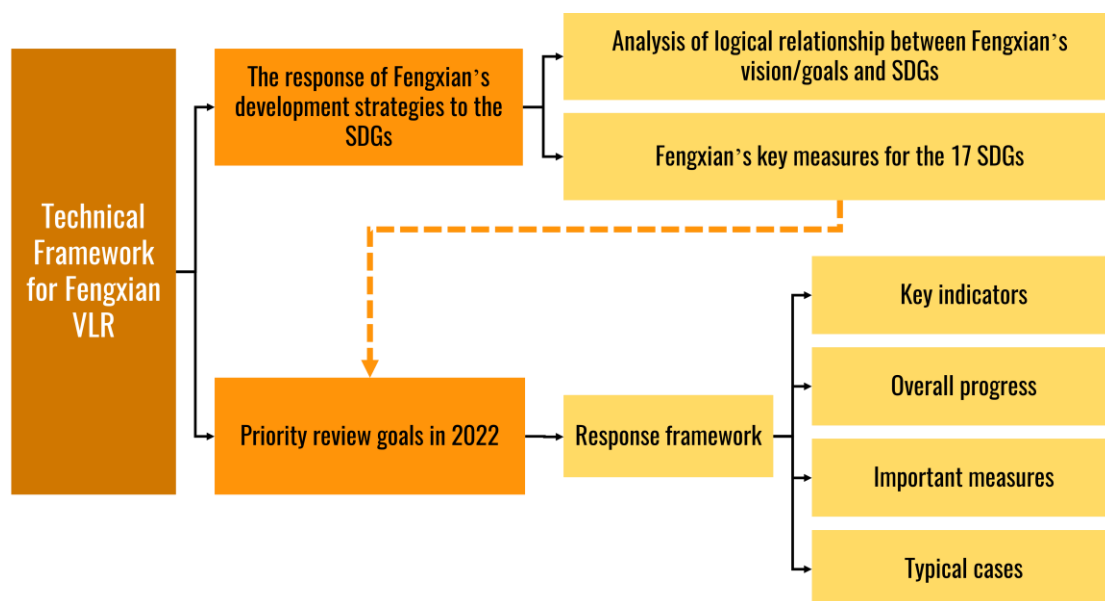 Technical
Framework
for Fengxian
VLR
The response of Fengxian’s
development strategies to the
SDGs
Analysis of logical relationship between Fengxian’s
vision/goals and SDGs
Fengxian’s key measures for the 17 SDGs
Priority review goals in 2022
Response framework
Key indicators
Overall progress
Important measures
Typical cases